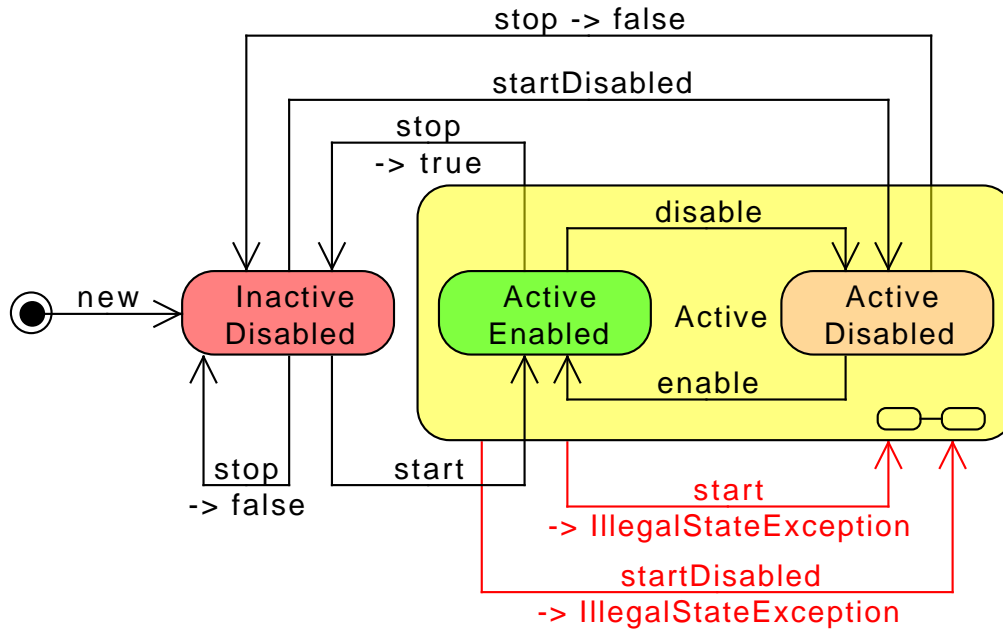 stop -> false
startDisabled
stop
-> true
disable
new
Inactive
Disabled
Active
Enabled
Active
Active
Disabled
enable
stop
-> false
start
start
-> IllegalStateException
startDisabled
-> IllegalStateException